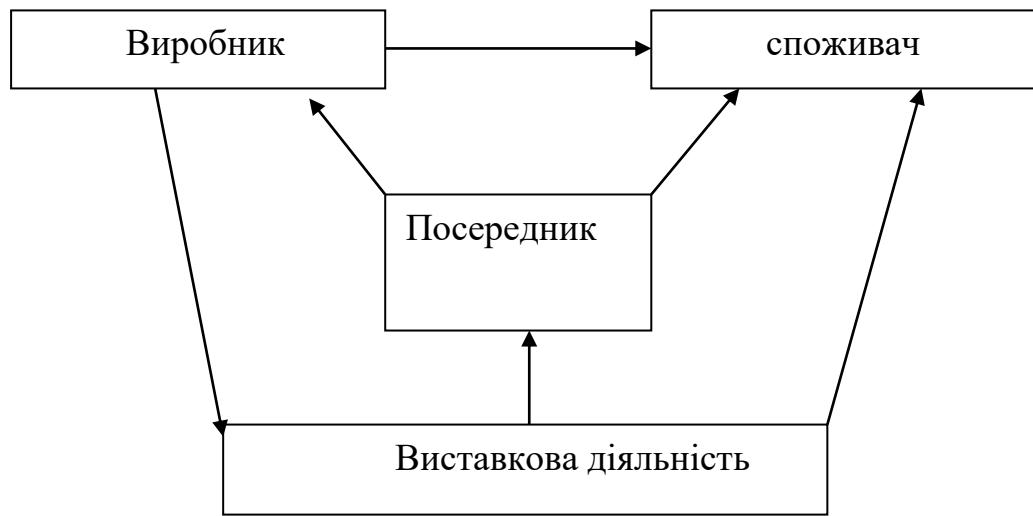 Виробник
споживач
Посередник
Виставкова діяльність